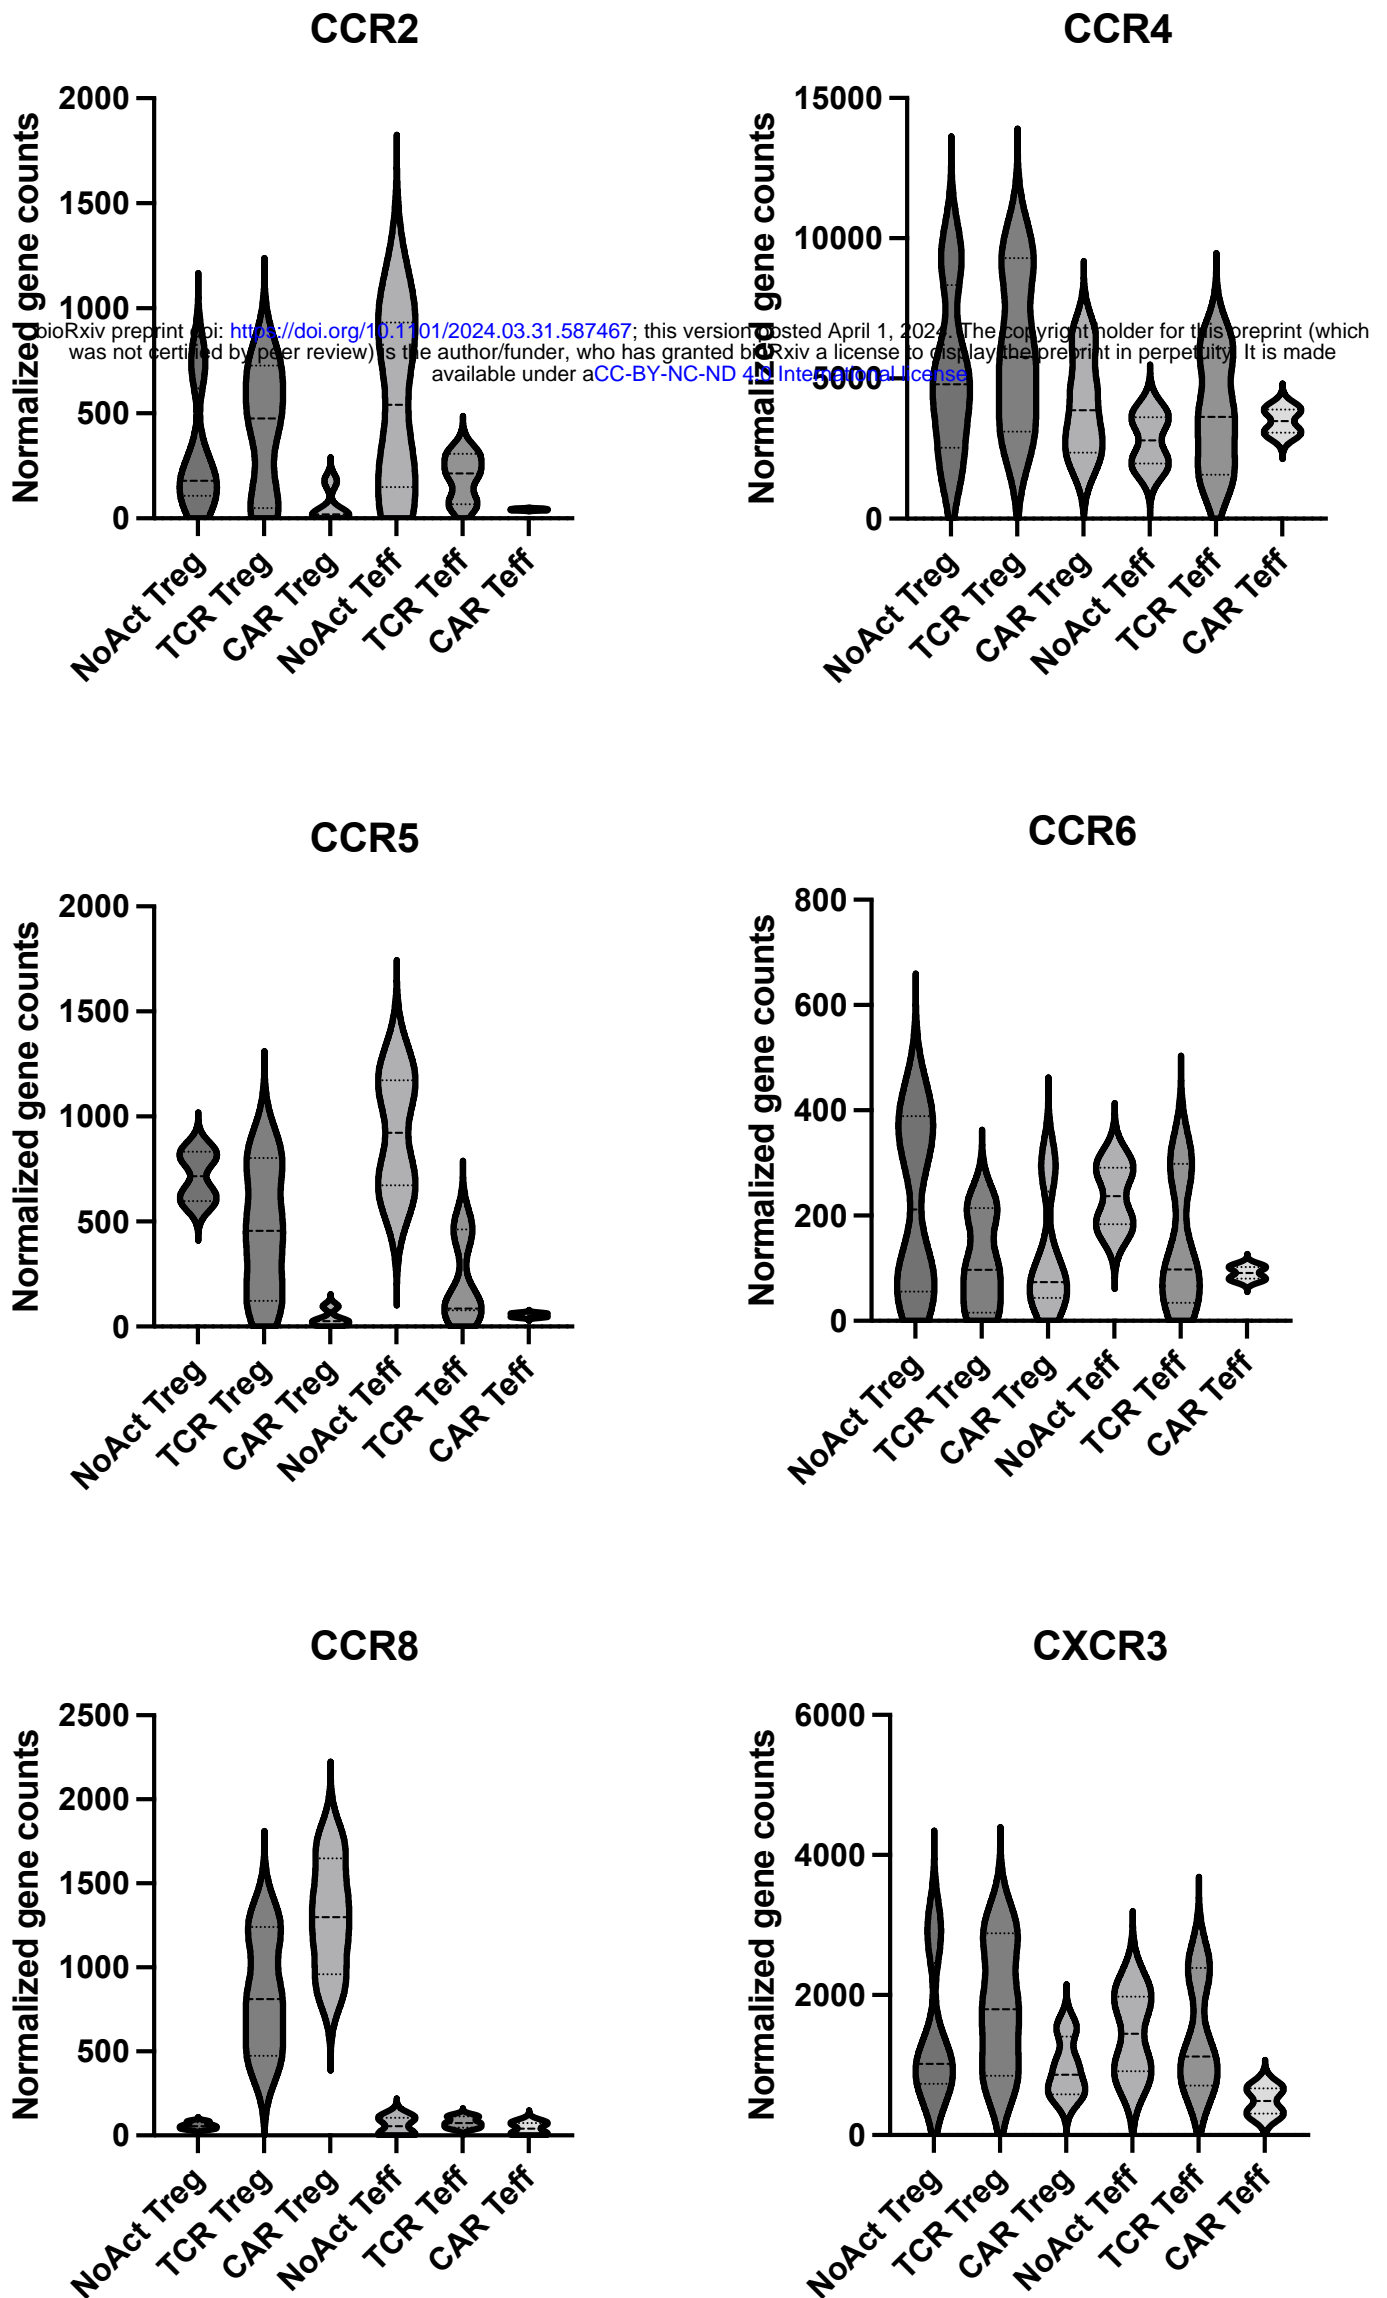 CCR2
Normalized gene counts
2000
1500
1000
500
0
NoAct Treg
TCR Treg
CAR Treg
NoAct Teff
TCR Teff
CAR Teff
CCR4
Normalized gene counts
15000
10000
5000
0
NoAct Treg
TCR Treg
CAR Treg
NoAct Teff
TCR Teff
CAR Teff
bioRxiv preprint doi: https://doi.org/10.1101/2024.03.31.587467; this version posted April 1, 2024. The copyright holder for this preprint (which
was not certified by peer review) is the author/funder, who has granted bioRxiv a license to display the preprint in perpetuity. It is made
available under aCC-BY-NC-ND 4.0 International license
CCR5
Normalized gene counts
2000
1500
1000
500
0
NoAct Treg
TCR Treg
CAR Treg
NoAct Teff
TCR Teff
CAR Teff
CCR6
Normalized gene counts
800
600
400
200
0
NoAct Treg
TCR Treg
CAR Treg
NoAct Teff
TCR Teff
CAR Teff
CCR8
Normalized gene counts
2500
2000
1500
1000
500
0
NoAct Treg
TCR Treg
CAR Treg
NoAct Teff
TCR Teff
CAR Teff
CXCR3
Normalized gene counts
6000
4000
2000
0
NoAct Treg
TCR Treg
CAR Treg
NoAct Teff
TCR Teff
CAR Teff